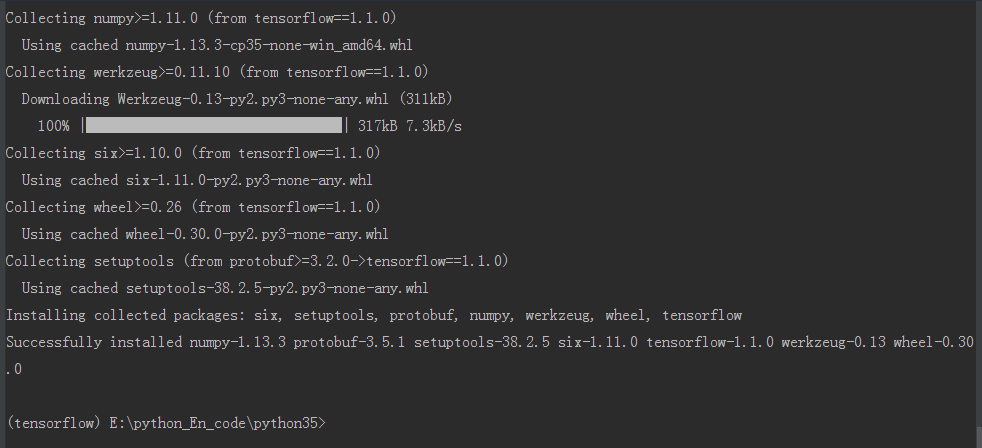 Collecting numpy>=1.11.0 (from tensorflow==1.1.0)
Using cached numpy-1.13.3-cp35-none-win_amd64.whl
Collecting werkzeug>=0.11.10 (from tensorflow==1.1.0)
Downloading Werkzeug-0.13-py2.py3-none-any.whl (311kB)
100% || 317kB 7.3kB/s
Collecting six>=1.10.0 (from tensorflow==1.1.0)
Using cached six-1.11.0-py2.py3-none-any.whl
Collecting wheel>=0.26 (from tensorflow==1.1.0)
Using cached wheel-0.30.0-py2.py3-none-any.whl
Collecting setuptools (from protobuf>=3.2.0->tensorflow==1.1.0)
Using cached setuptools-38.2.5-py2.py3-none-any.whl
Installing collected packages: six, setuptools, protobuf, numpy, werkzeug, wheel, tensorflow
Successfully installed numpy-1.13.3 protobuf-3.5.1 setuptools-38.2.5 six-1.11.0 tensorflow-1.1.0 werkzeug-0.13 wheel-0.30
.0
(tensorflow) E:\python_En_code\python35>